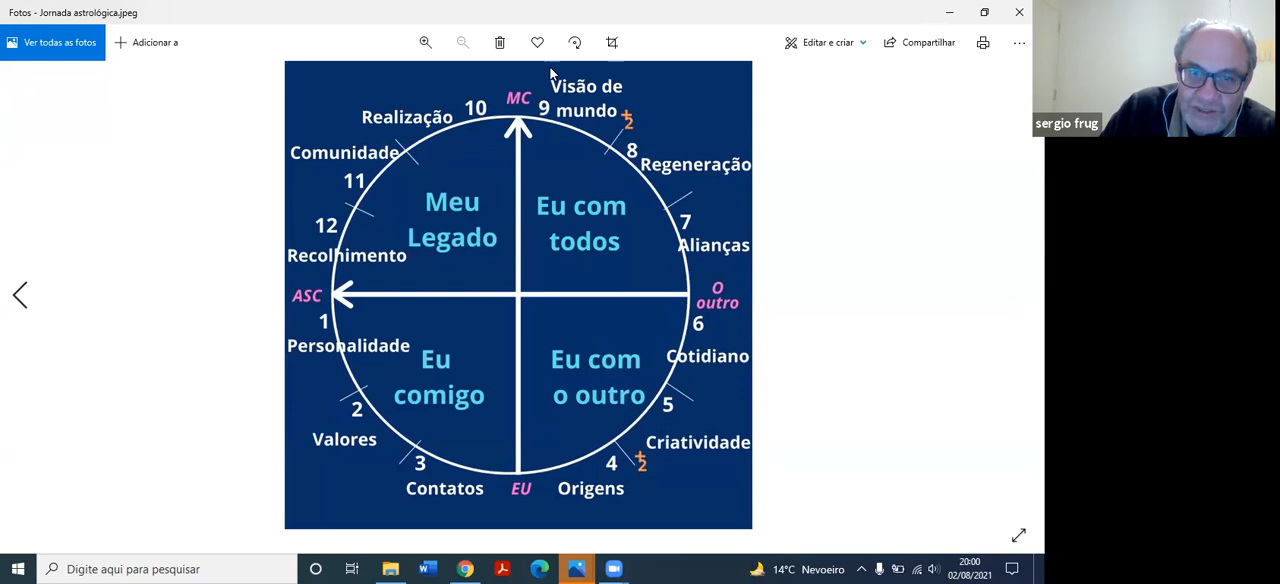 Fotos - Jornada astrológica.jpeg
Ver todas as fotos
Adicionar a
Editar e criar
Compartilhar
sergio frug
MC
10
9
Visão de
mundo
Realização
2
Comunidade
8
Regeneração
11
Meu
Legado
Eu com
todos
12
7
Alianças
Recolhimento
ASC
O
outro
1
6
Personalidade
Cotidiano
Eu
comigo
Eu com
o outro
2
5
Valores
Criatividade
3
4
2
Contatos
EU
Origens
Digite aqui para pesquisar
14°C Nevoeiro
20:00
02/08/2021